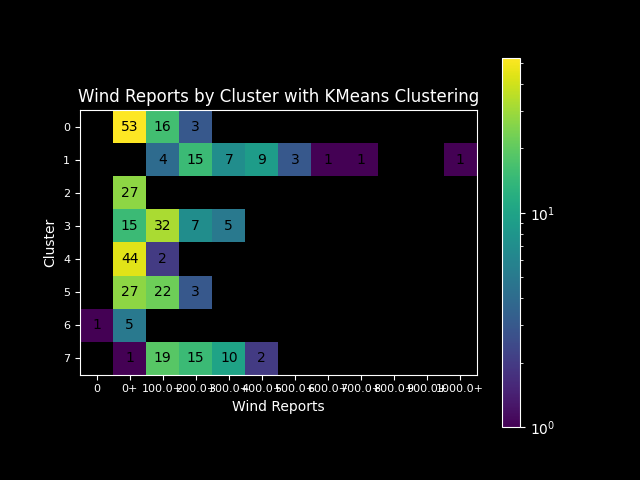 Wind Reports by Cluster with KMeans Clustering
0 53 16 3
1 4 15 7 9 3 1 1 1
2 27
3 15 32 7 5
4 44 2
5 27 22 3
6 1 5
7 1 19 15 10 2
Cluster
0 0+ 100.0+ 200.0+ 300.0+ 400.0+ 500.0+ 600.0+ 700.0+ 800.0+ 900.0+ 1000.0+
Wind Reports
10^1
10^0